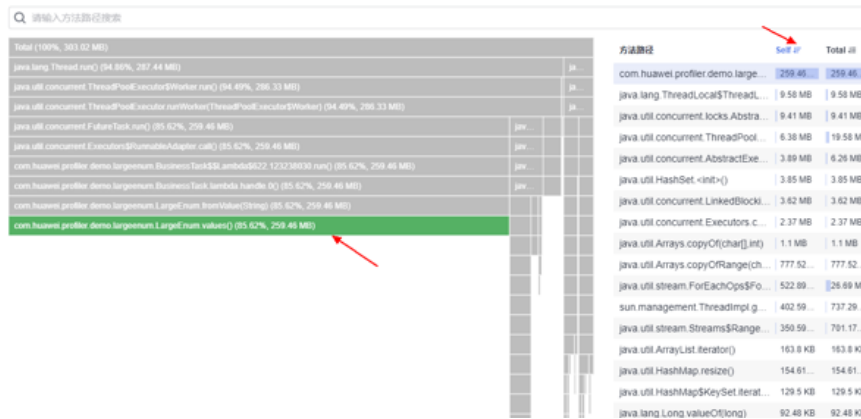 请输入方法路径搜索
Total (100%, 303.02 MB)
java.lang.Thread.run() (94.86%, 287.44 MB)
ja...
java.util.concurrent.ThreadPoolExecutor$Worker.run() (94.49%, 286.33 MB)
ja...
java.util.concurrent.ThreadPoolExecutor.runWorker(ThreadPoolExecutor$Worker) (94.49%, 286.33 MB)
ja...
java.util.concurrent.FutureTask.run() (85.62%, 259.46 MB)
jav...
java.util.concurrent.Executors$RunnableAdapter.call() (85.62%, 259.46 MB)
jav...
com.huawei.profiler.demo.largeenum.BusinessTask$$Lambda$622.123238030.run() (85.62%, 259.46 MB)
jav...
com.huawei.profiler.demo.largeenum.BusinessTask.lambda.handle.0() (85.62%, 259.46 MB)
jav...
com.huawei.profiler.demo.largeenum.LargeEnum.fromValue(String) (85.62%, 259.46 MB)
com.huawei.profiler.demo.largeenum.LargeEnum.values() (85.62%, 259.46 MB)
方法路径 Self Total
com.huawei.profiler.demo.large... 259.46... 259.46
java.lang.ThreadLocal$ThreadL... 9.58 MB 9.58 MB
java.util.concurrent.locks.Abstra... 9.41 MB 9.41 MB
java.util.concurrent.ThreadPool... 6.38 MB 19.58 M
java.util.concurrent.AbstractExe... 3.89 MB 6.26 MB
java.util.HashSet.<init>() 3.85 MB 3.85 MB
java.util.concurrent.LinkedBlocki... 3.62 MB 3.62 MB
java.util.concurrent.Executors.c... 2.37 MB 2.37 MB
java.util.Arrays.copyOf(char[],int) 1.1 MB 1.1 MB
java.util.Arrays.copyOfRange(ch... 777.52... 777.52.
java.util.stream.ForEachOps$Fo... 522.89... 26.69 M
sun.management.ThreadImpl.g... 402.59... 737.29.
java.util.stream.Streams$Range... 350.59... 701.17.
java.util.ArrayList.iterator() 163.8 KB 163.8 K
java.util.HashMap.resize() 154.61... 154.61.
java.util.HashMap$KeySet.iterat... 129.5 KB 129.5 K
java.lang.Long.valueOf(long) 92.48 KB 92.48 K